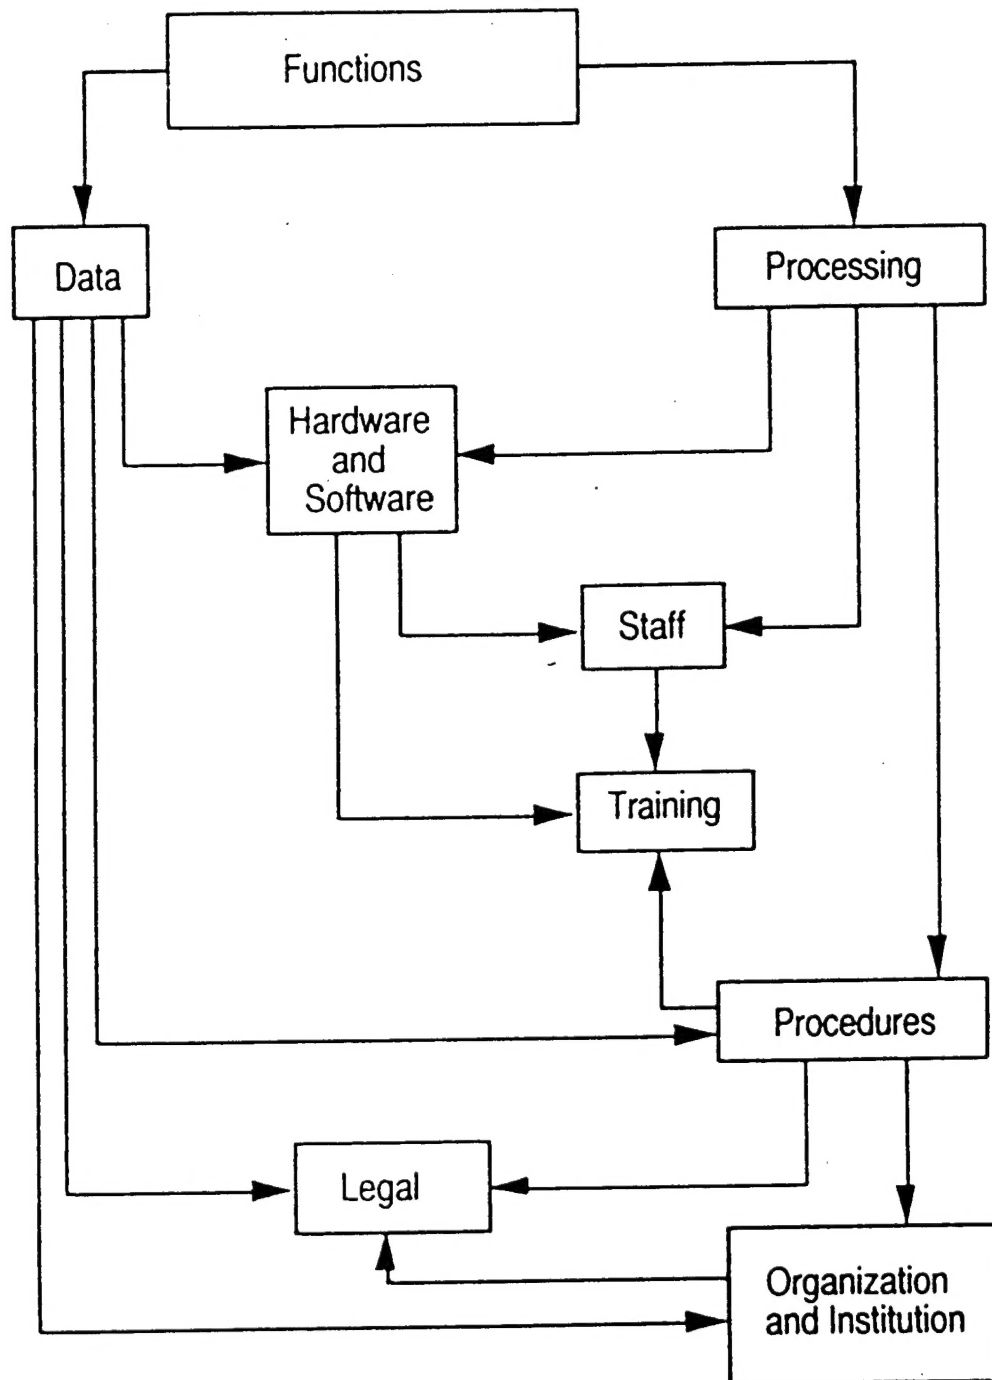 Functions
Data
Processing
Hardware
and
Software
Staff
Training
Procedures
Legal
Organization
and Institution